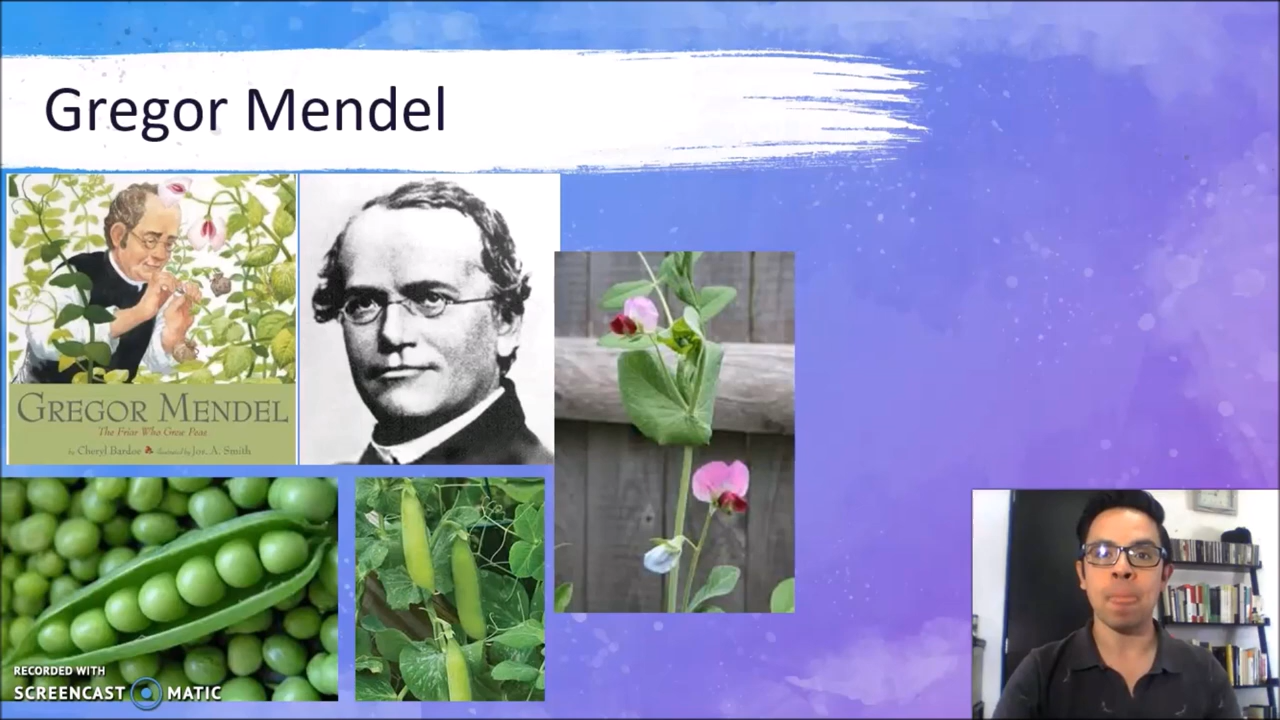 Gregor Mendel
GREGOR MENDEL
The Friar Who Grew Peas
by Cheryl Bardoe illustrated by Jos. A. Smith
RECORDED WITH
SCREENCAST MATIC